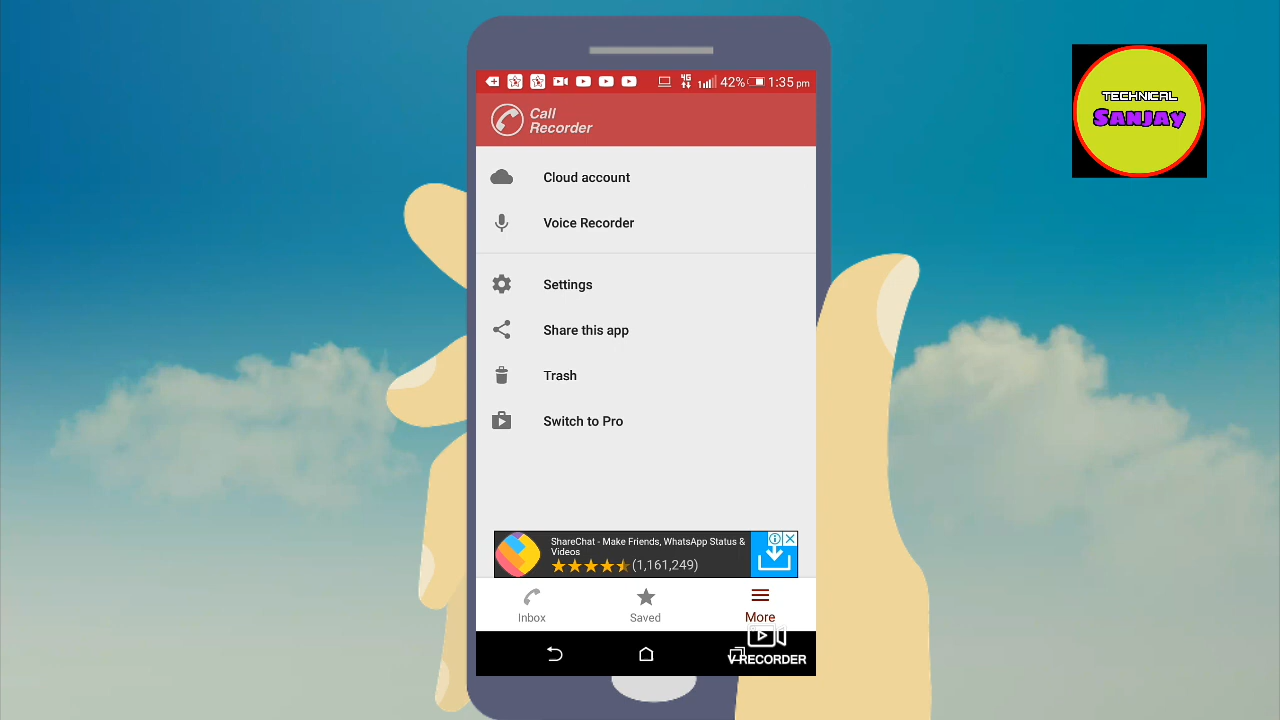 42% 1:35 pm
Call
Recorder
TECHNICAL
SANJAY
Cloud account
Voice Recorder
Settings
Share this app
Trash
Switch to Pro
ShareChat - Make Friends, WhatsApp Status &
Videos
(1,161,249)
Inbox
Saved
More
V RECORDER